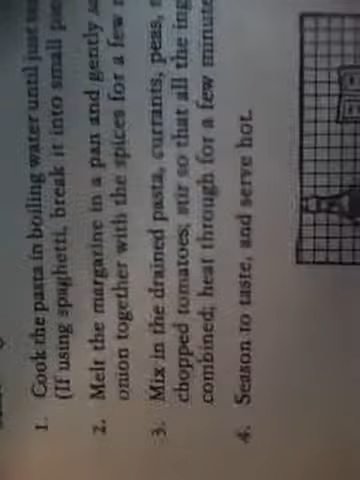 1. Cook the pasta in boiling water until just
(If using spaghetti, break it into small
2. Melt the margarine in a pan and gently
onion together with the spices for a few
3. Mix in the drained pasta, currants, peas,
chopped tomatoes; stir so that all the ing
combined; heat through for a few minute
4. Season to taste, and serve hot.